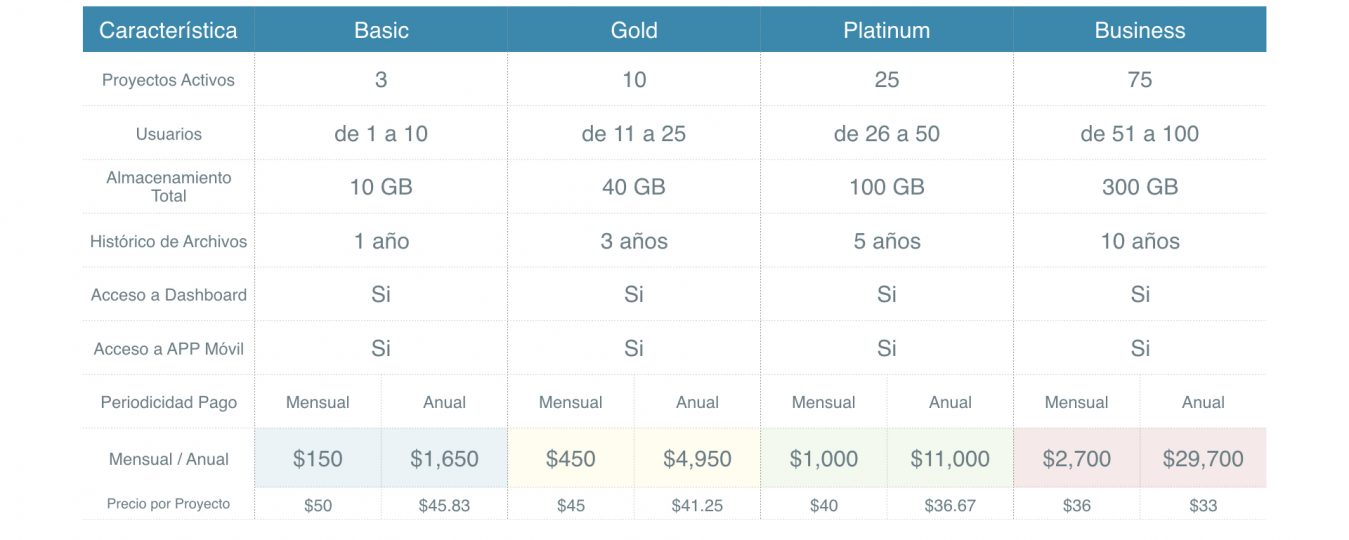 Característica Basic Gold Platinum Business
Proyectos Activos 3 10 25 75
Usuarios de 1 a 10 de 11 a 25 de 26 a 50 de 51 a 100
Almacenamiento
Total 10 GB 40 GB 100 GB 300 GB
Histórico de Archivos 1 año 3 años 5 años 10 años
Acceso a Dashboard Si Si Si Si
Acceso a APP Móvil Si Si Si Si
Periodicidad Pago Mensual Anual Mensual Anual Mensual Anual Mensual Anual
Mensual / Anual $150 $1,650 $450 $4,950 $1,000 $11,000 $2,700 $29,700
Precio por Proyecto $50 $45.83 $45 $41.25 $40 $36.67 $36 $33